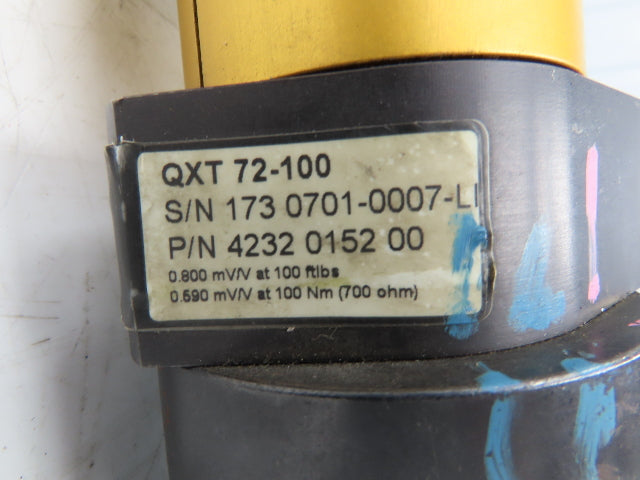 QXT 72-100
S/N 173 0701-0007-LI
P/N 4232 0152 00
0.800 mV/V at 100 ftlbs
0.590 mV/V at 100 Nm (700 ohm)